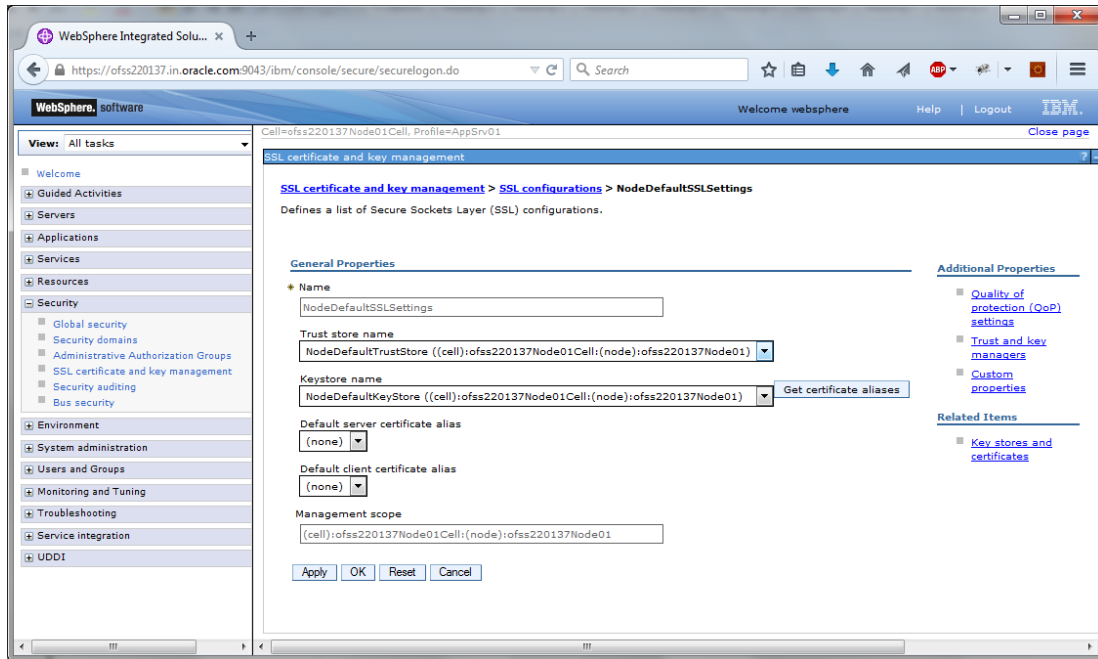 WebSphere Integrated Solu... × +
https://ofss220137.in.oracle.com:9043/ibm/console/secure/securelogon.do
Search
ABP
WebSphere. software
Welcome websphere
Help | Logout
IBM.
View: All tasks
Welcome
Guided Activities
Servers
Applications
Services
Resources
Security
Global security
Security domains
Administrative Authorization Groups
SSL certificate and key management
Security auditing
Bus security
Environment
System administration
Users and Groups
Monitoring and Tuning
Troubleshooting
Service integration
UDDI
Cell=ofss220137Node01Cell, Profile=AppSrv01
Close page
SSL certificate and key management
?
SSL certificate and key management > SSL configurations > NodeDefaultSSLSettings
Defines a list of Secure Sockets Layer (SSL) configurations.
General Properties
* Name
NodeDefaultSSLSettings
Trust store name
NodeDefaultTrustStore ((cell):ofss220137Node01Cell:(node):ofss220137Node01)
Keystore name
NodeDefaultKeyStore ((cell):ofss220137Node01Cell:(node):ofss220137Node01)
Get certificate aliases
Default server certificate alias
(none)
Default client certificate alias
(none)
Management scope
(cell):ofss220137Node01Cell:(node):ofss220137Node01
Apply OK Reset Cancel
Additional Properties
Quality of
protection (QoP)
settings
Trust and key
managers
Custom
properties
Related Items
Key stores and
certificates